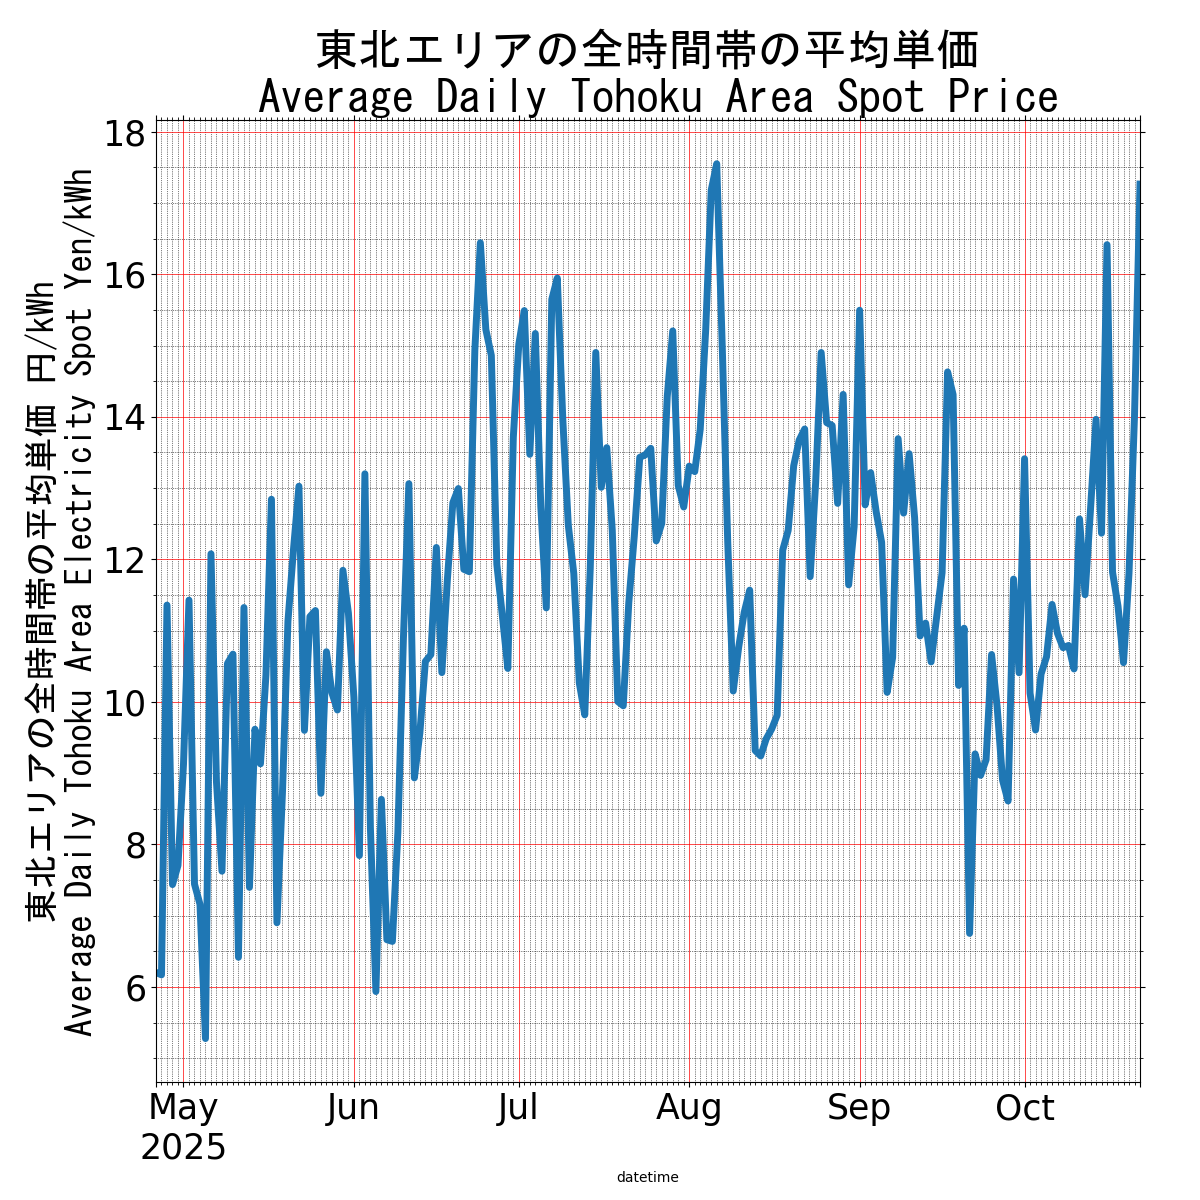 東北エリアの全時間帯の平均単価
Average Daily Tohoku Area Spot Price
東北エリアの全時間帯の平均単価 円/kWh
Average Daily Tohoku Area Electricity Spot Yen/kWh
18
16
14
12
10
8
6
May
2025
Jun
Jul
Aug
Sep
Oct
datetime